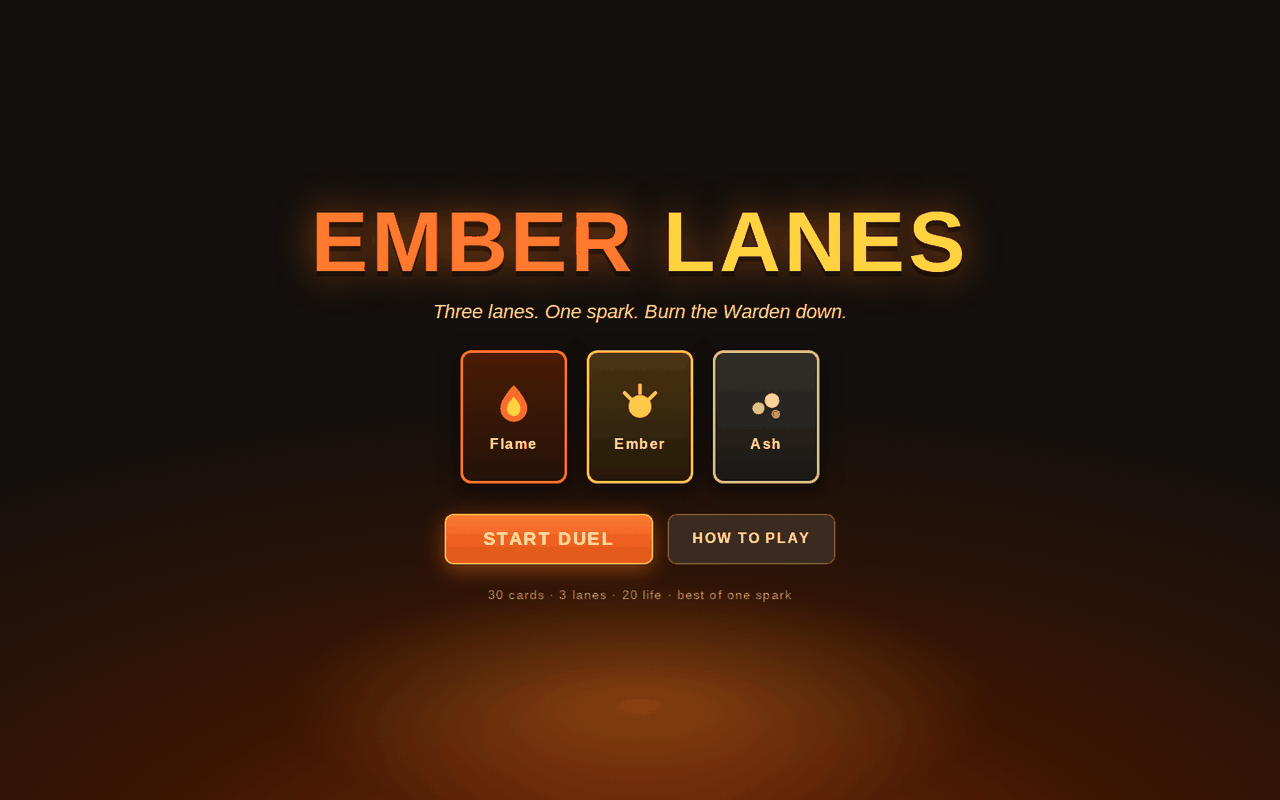 EMBER LANES
Three lanes. One spark. Burn the Warden down.
Flame
Ember
Ash
START DUEL
HOW TO PLAY
30 cards · 3 lanes · 20 life · best of one spark